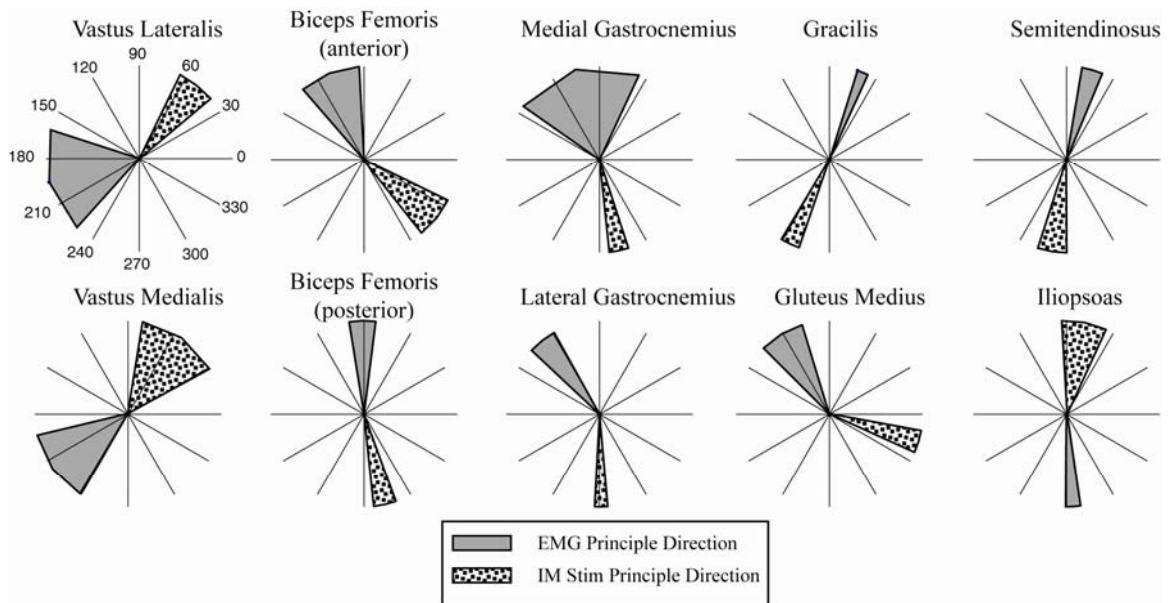 Vastus Lateralis
Biceps Femoris
(anterior)
Medial Gastrocnemius
Gracilis
Semitendinosus
90
120
60
150
30
180
0
210
330
240
300
270
Vastus Medialis
Biceps Femoris
(posterior)
Lateral Gastrocnemius
Gluteus Medius
Iliopsoas
EMG Principle Direction
IM Stim Principle Direction